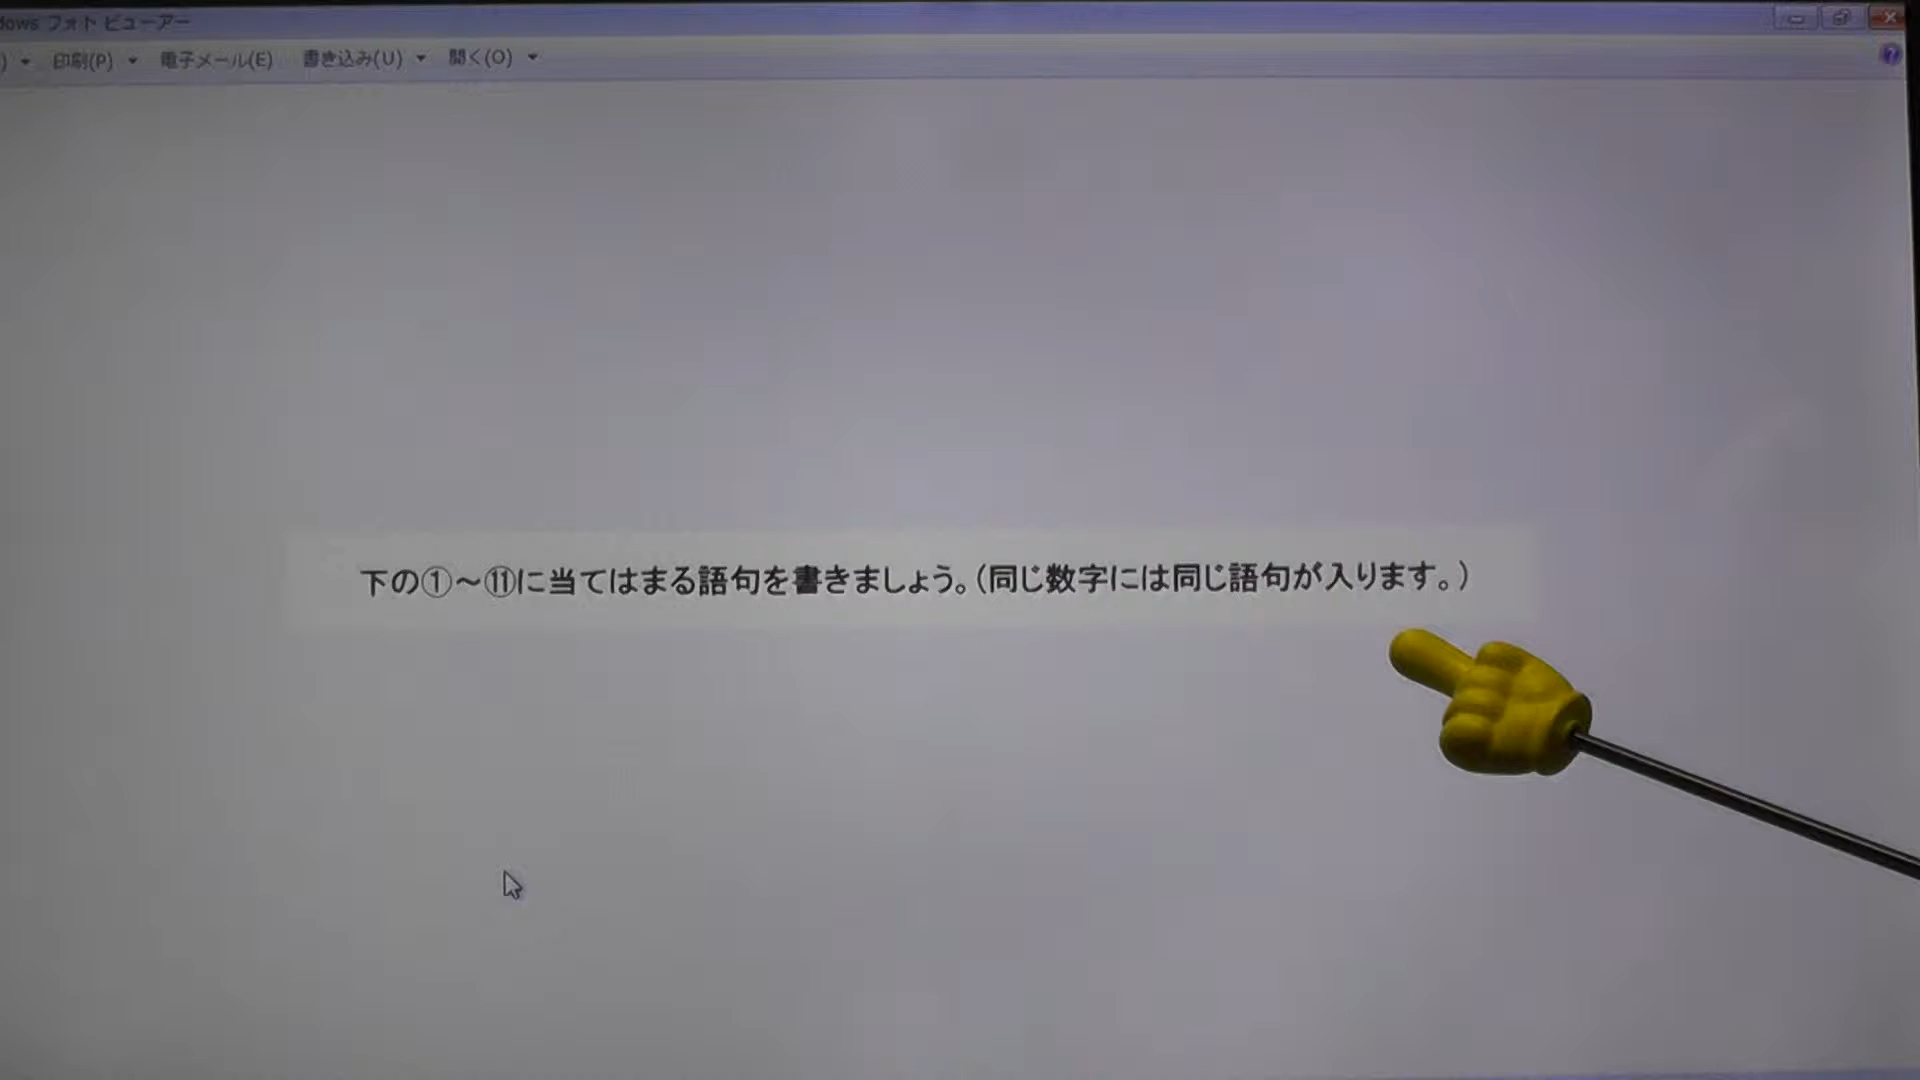 dows フォト ビューアー
) 印刷(P) 電子メール(E) 書き込み(U) 開く(O)
下の①~⑪に当てはまる語句を書きましょう。(同じ数字には同じ語句が入ります。)